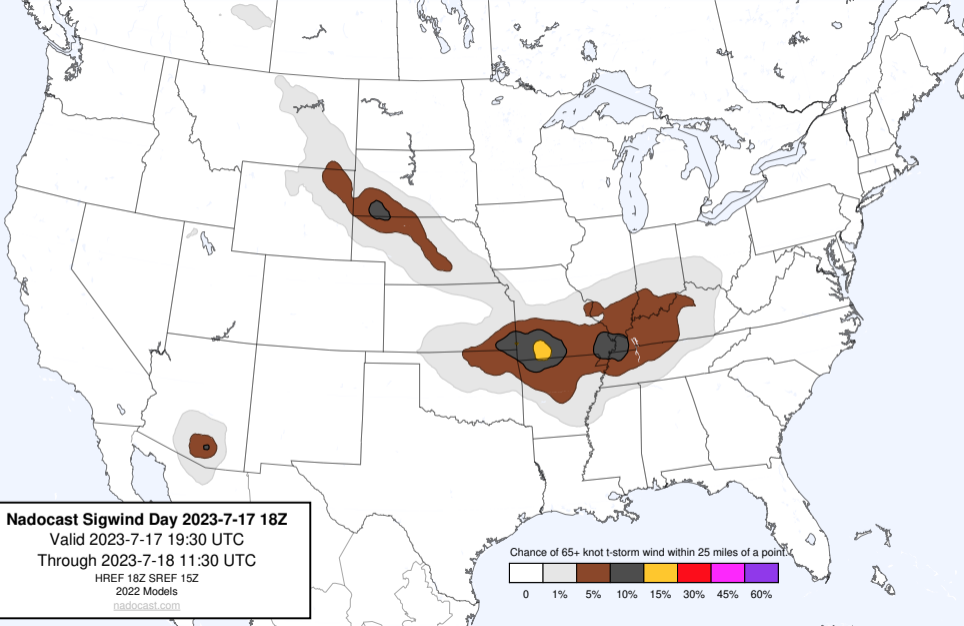 Nadocast Sigwind Day 2023-7-17 18Z
Valid 2023-7-17 19:30 UTC
Through 2023-7-18 11:30 UTC
HREF 18Z SREF 15Z
2022 Models
nadocast.com
Chance of 65+ knot t-storm wind within 25 miles of a point.
0 1% 5% 10% 15% 30% 45% 60%